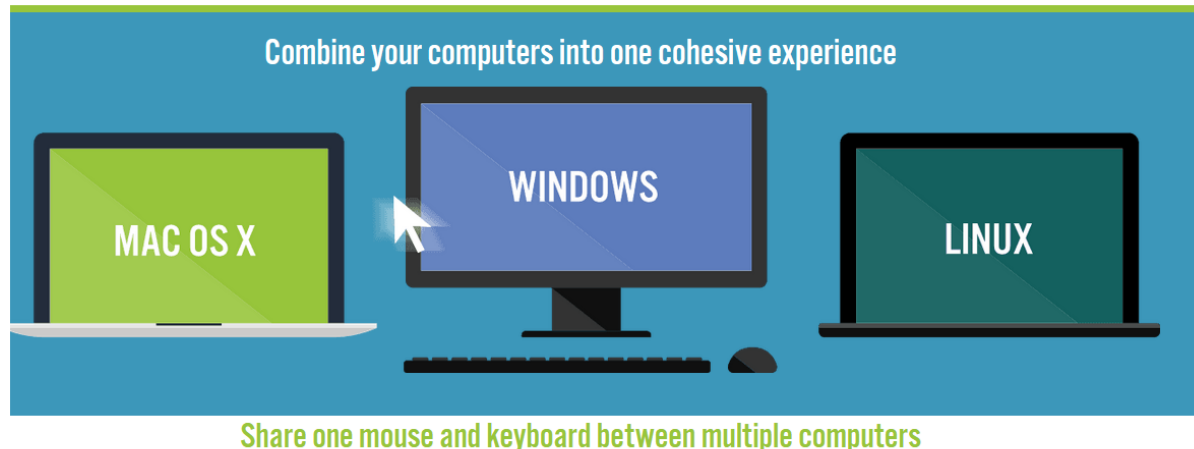 Combine your computers into one cohesive experience
WINDOWS
MAC OS X
LINUX
Share one mouse and keyboard between multiple computers